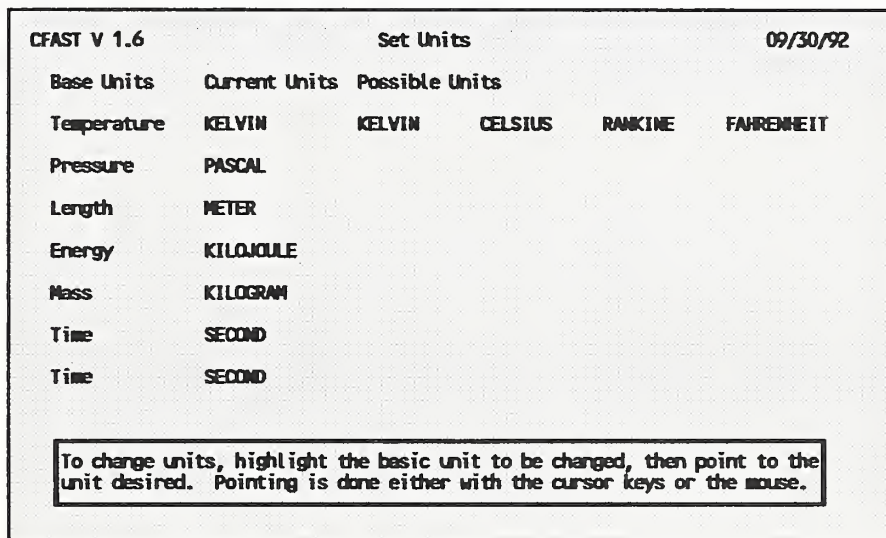 CFAST V 1.6 Set Units 09/30/92
Base Units Current Units Possible Units
Temperature KELVIN KELVIN CELSIUS RANKINE FAHRENHEIT
Pressure PASCAL
Length METER
Energy KILOJOULE
Mass KILOGRAM
Time SECOND
Time SECOND
To change units, highlight the basic unit to be changed, then point to the
unit desired. Pointing is done either with the cursor keys or the mouse.